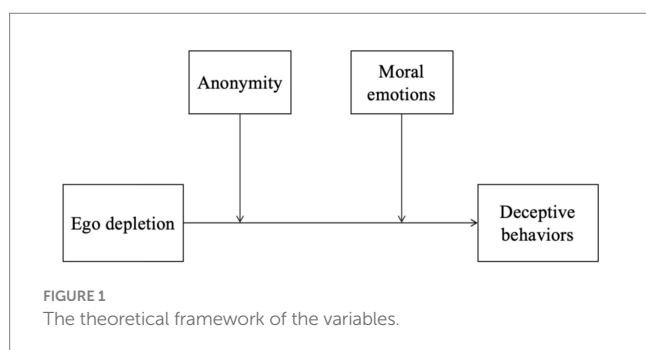 Anonymity
Moral
emotions
Ego depletion
Deceptive
behaviors
FIGURE 1
The theoretical framework of the variables.